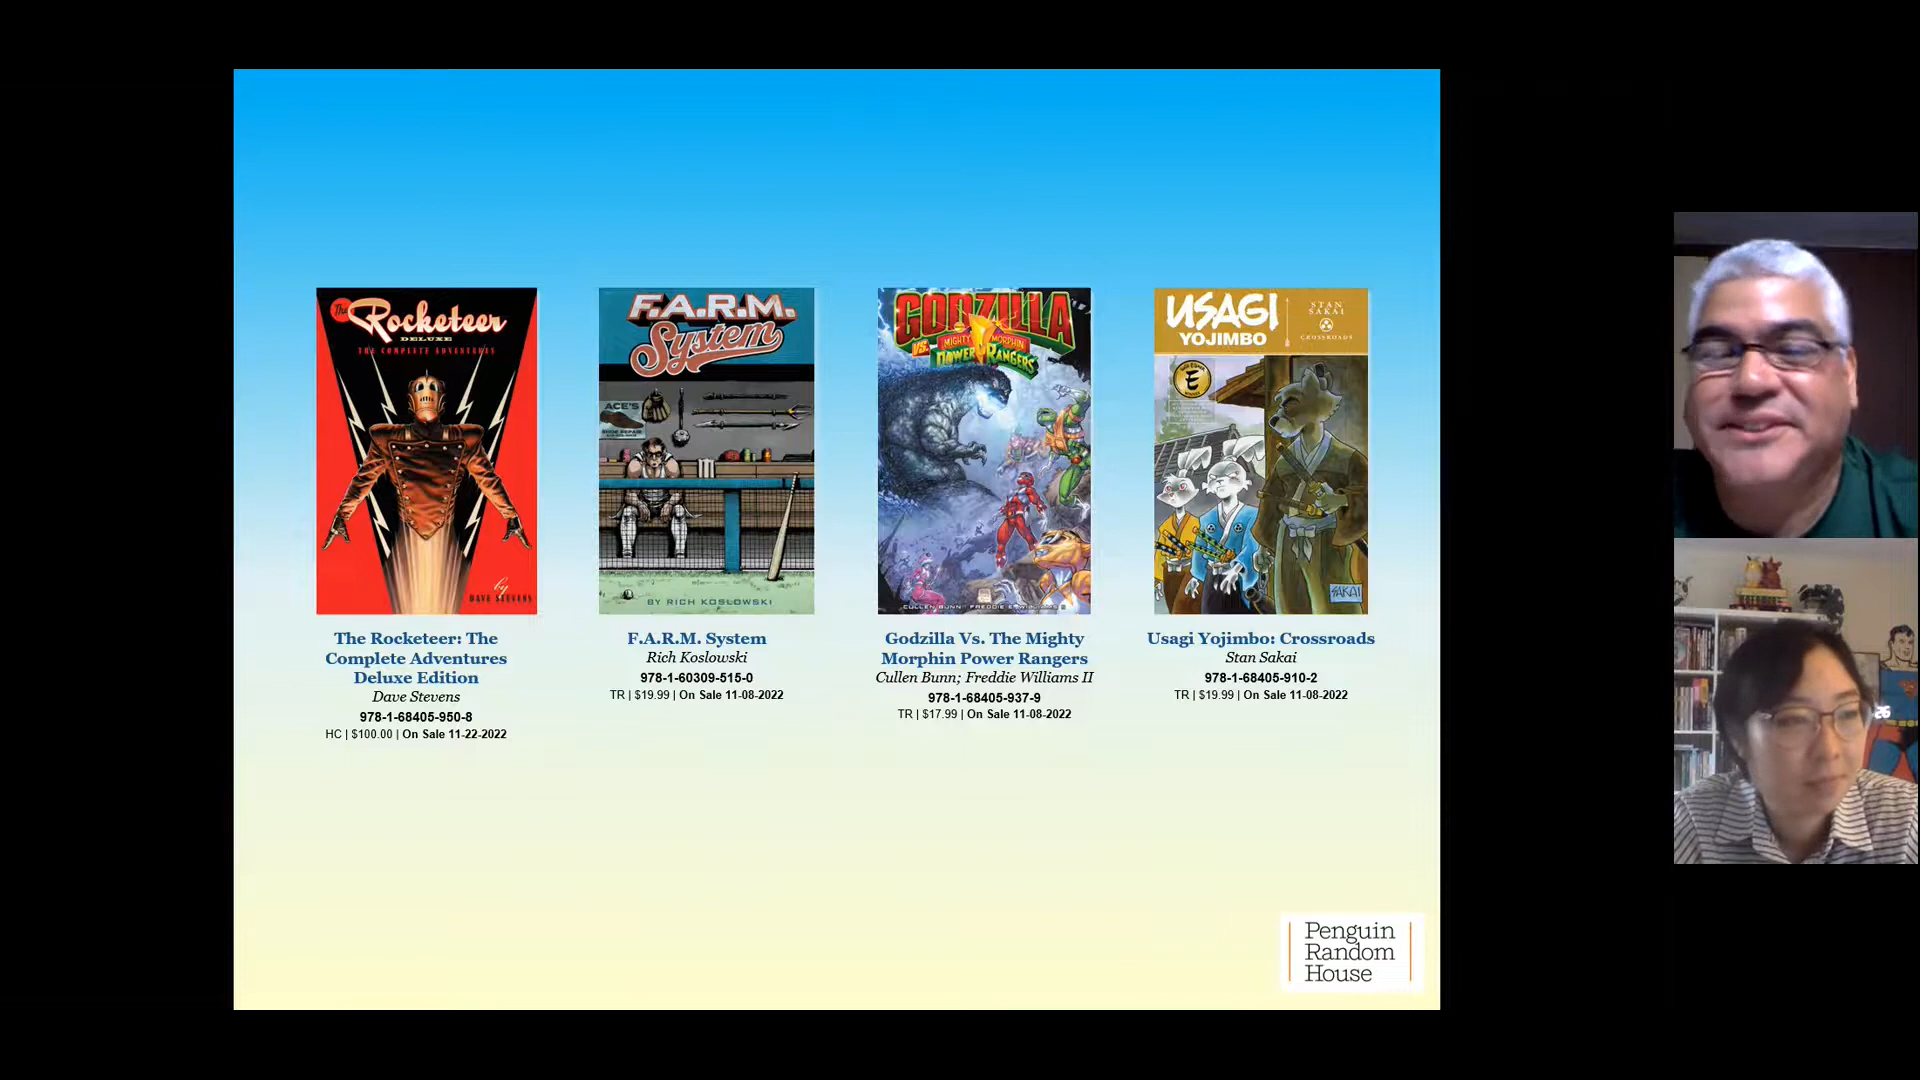 The
Rocketeer
DELUXE
THE COMPLETE ADVENTURES
by
DAVE STEVENS
The Rocketeer: The
Complete Adventures
Deluxe Edition
Dave Stevens
978-1-68405-950-8
HC | $100.00 | On Sale 11-22-2022
F.A.R.M.
System
ACE'S
SHOE REPAIR
BY RICH KOSLOWSKI
F.A.R.M. System
Rich Koslowski
978-1-60309-515-0
TR | $19.99 | On Sale 11-08-2022
GODZILLA
VS.
MIGHTY MORPHIN
POWER RANGERS
CULLEN BUNN FREDDIE E. WILLIAMS II
Godzilla Vs. The Mighty
Morphin Power Rangers
Cullen Bunn; Freddie Williams II
978-1-68405-937-9
TR | $17.99 | On Sale 11-08-2022
USAGI
YOJIMBO
STAN
SAKAI
CROSSROADS
E
SAKAI
Usagi Yojimbo: Crossroads
Stan Sakai
978-1-68405-910-2
TR | $19.99 | On Sale 11-08-2022
Penguin
Random
House
26